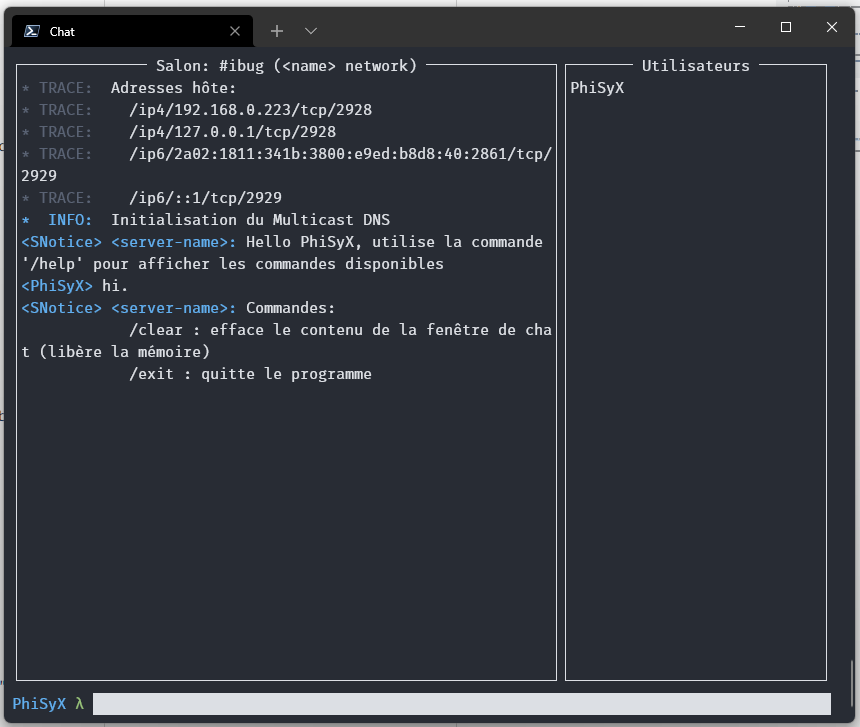 Chat
Salon: #ibug (<name> network)
* TRACE:  Adresses hôte:
* TRACE:    /ip4/192.168.0.223/tcp/2928
* TRACE:    /ip4/127.0.0.1/tcp/2928
* TRACE:    /ip6/2a02:1811:341b:3800:e9ed:b8d8:40:2861/tcp/
2929
* TRACE:    /ip6/::1/tcp/2929
*  INFO:  Initialisation du Multicast DNS
<SNotice> <server-name>: Hello PhiSyX, utilise la commande
'/help' pour afficher les commandes disponibles
<PhiSyX> hi.
<SNotice> <server-name>: Commandes:
/clear : efface le contenu de la fenêtre de cha
t (libère la mémoire)
/exit : quitte le programme
Utilisateurs
PhiSyX
PhiSyX λ